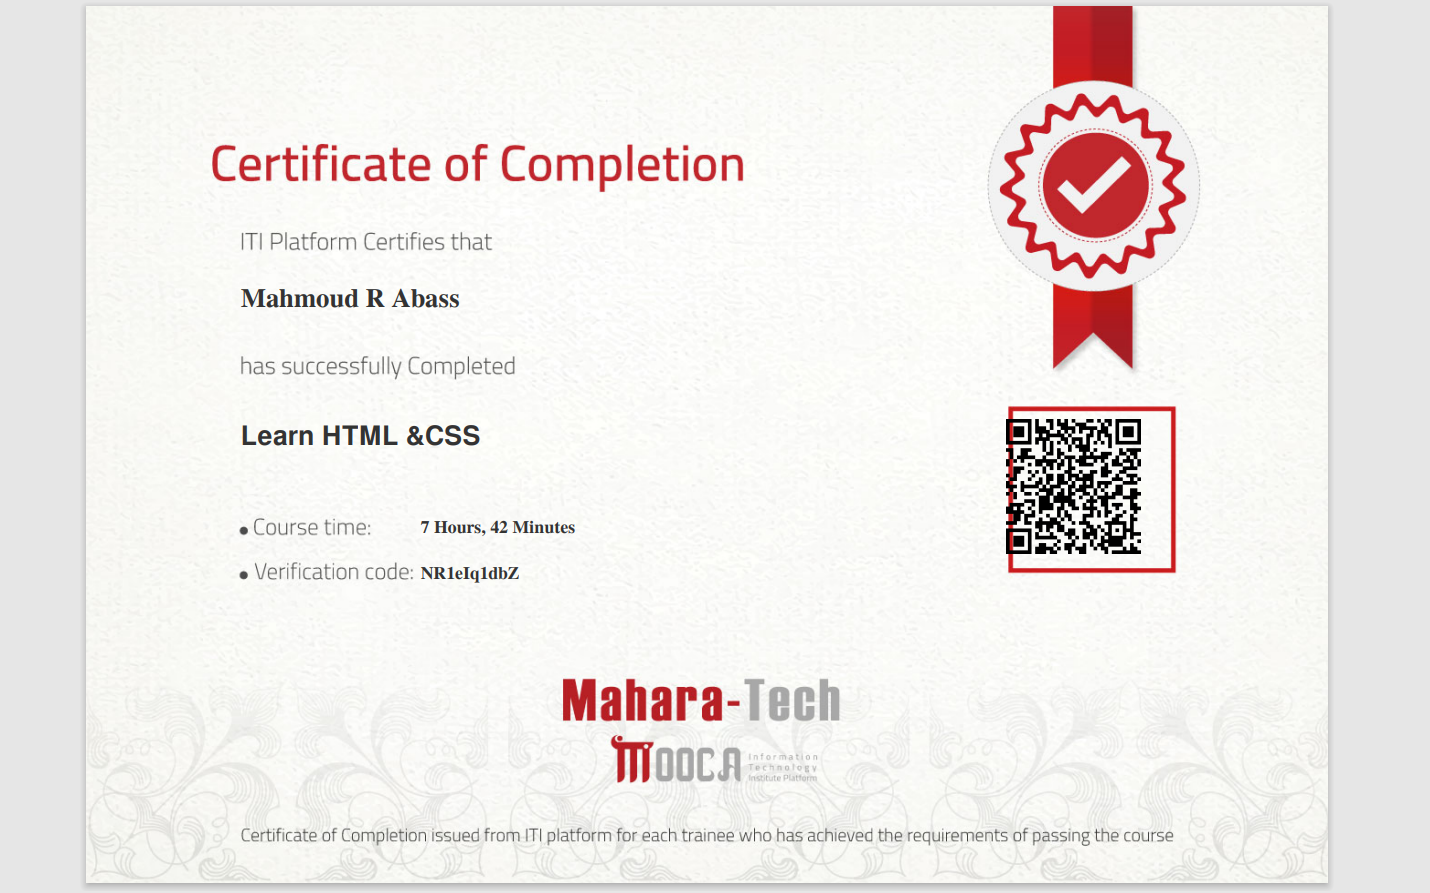 Certificate of Completion
ITI Platform Certifies that
Mahmoud R Abass
has successfully Completed
Learn HTML &CSS
Course time: 7 Hours, 42 Minutes
Verification code: NR1eIq1dbZ
Mahara-Tech
ITI MOOCA
Information
Technology
Institute Platform
Certificate of Completion issued from ITI platform for each trainee who has achieved the requirements of passing the course